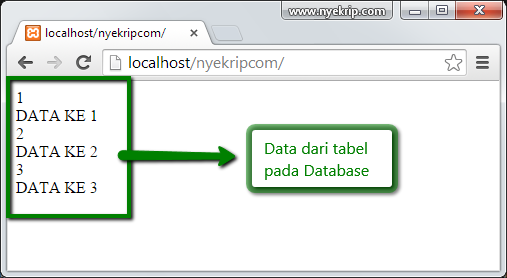 www.nyekrip.com
localhost/nyekripcom/
localhost/nyekripcom/
1
DATA KE 1
2
DATA KE 2
3
DATA KE 3
Data dari tabel
pada Database